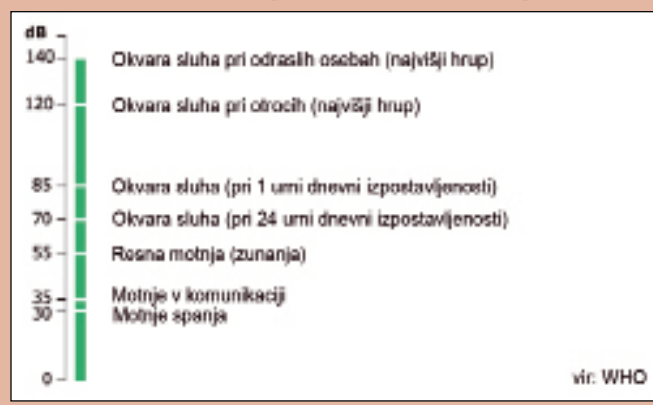 dB
140 Okvara sluha pri odraslih osebah (najvišji hrup)
120 Okvara sluha pri otrocih (najvišji hrup)
85 Okvara sluha (pri 1 urni dnevni izpostavljenosti)
70 Okvara sluha (pri 24 urni dnevni izpostavljenosti)
55 Resna motnja (zunanja)
35 Motnje v komunikaciji
30 Motnje spanja
0
vir: WHO